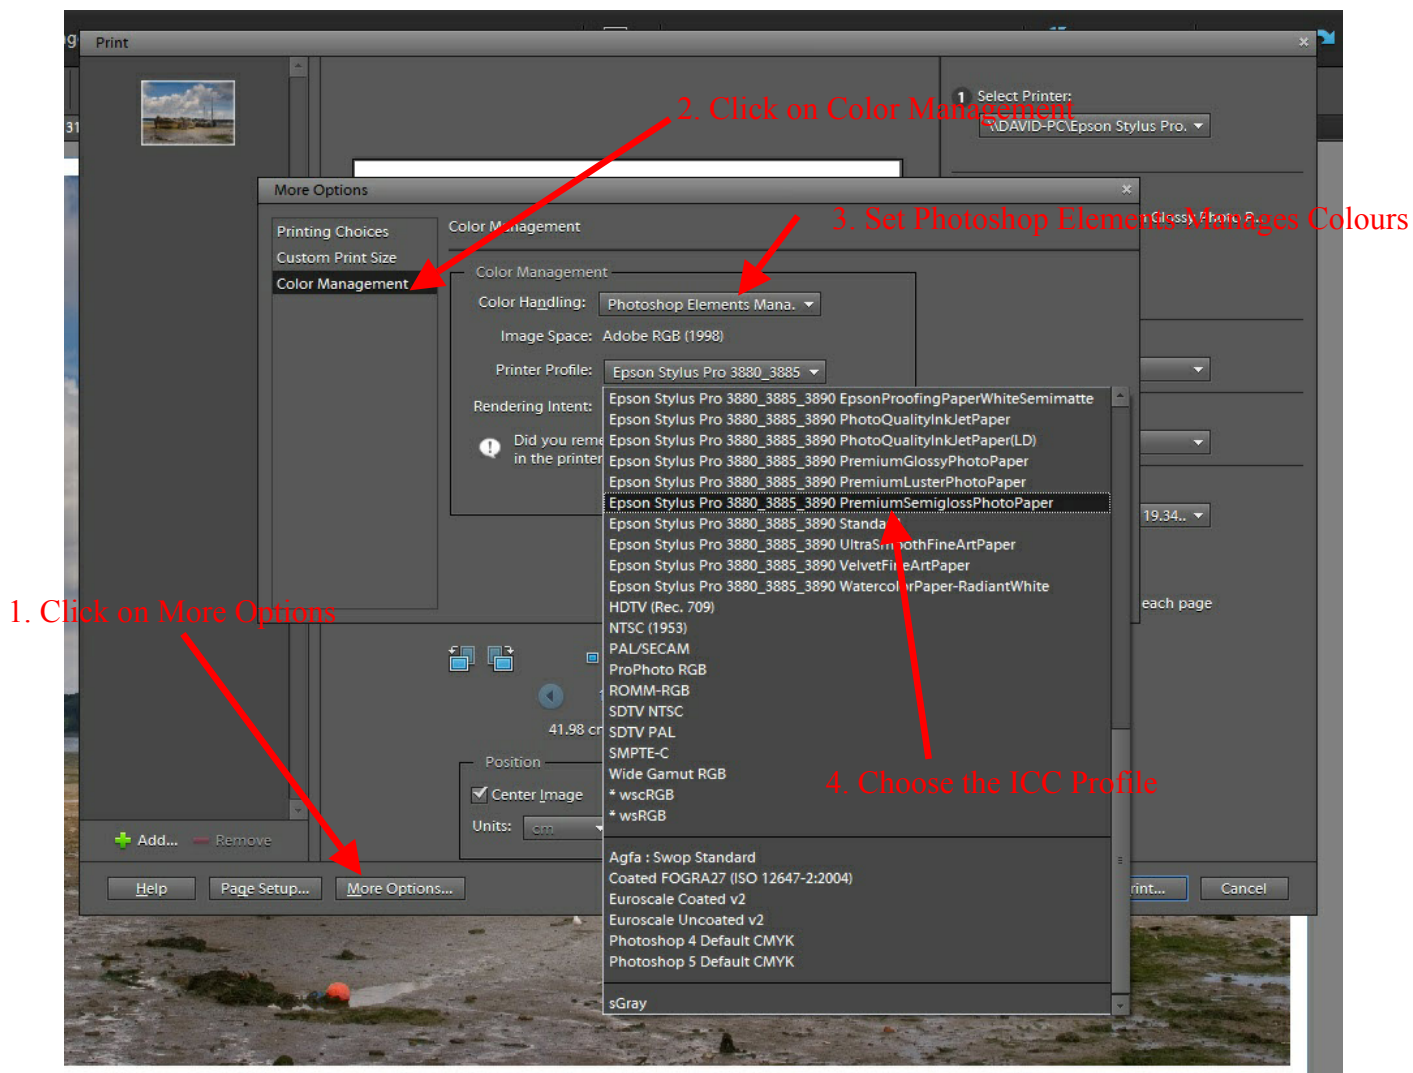 Print
1 Select Printer:
2. Click on Color Management
\\DAVID-PC\Epson Stylus Pro.
31
More Options
Glossy Photo P...
3. Set Photoshop Elements Manages Colours
Printing Choices
Custom Print Size
Color Management
Color Management
Color Management
Color Handling: Photoshop Elements Mana.
Image Space: Adobe RGB (1998)
Printer Profile: Epson Stylus Pro 3880_3885
Rendering Intent:
Did you reme
in the printer
Epson Stylus Pro 3880_3885_3890 EpsonProofingPaperWhiteSemimatte
Epson Stylus Pro 3880_3885_3890 PhotoQualityInkJetPaper
Epson Stylus Pro 3880_3885_3890 PhotoQualityInkJetPaper(LD)
Epson Stylus Pro 3880_3885_3890 PremiumGlossyPhotoPaper
Epson Stylus Pro 3880_3885_3890 PremiumLusterPhotoPaper
Epson Stylus Pro 3880_3885_3890 PremiumSemiglossPhotoPaper
Epson Stylus Pro 3880_3885_3890 Standard
Epson Stylus Pro 3880_3885_3890 UltraSmoothFineArtPaper
Epson Stylus Pro 3880_3885_3890 VelvetFineArtPaper
Epson Stylus Pro 3880_3885_3890 WatercolorPaper-RadiantWhite
HDTV (Rec. 709)
NTSC (1953)
PAL/SECAM
ProPhoto RGB
ROMM-RGB
SDTV NTSC
SDTV PAL
SMPTE-C
Wide Gamut RGB
* wscRGB
* wsRGB
Agfa : Swop Standard
Coated FOGRA27 (ISO 12647-2:2004)
Euroscale Coated v2
Euroscale Uncoated v2
Photoshop 4 Default CMYK
Photoshop 5 Default CMYK
sGray
19.34..
each page
1. Click on More Options
41.98 cm
4. Choose the ICC Profile
Position
Center Image
Units: cm
Add... Remove
Help Page Setup... More Options...
rint... Cancel